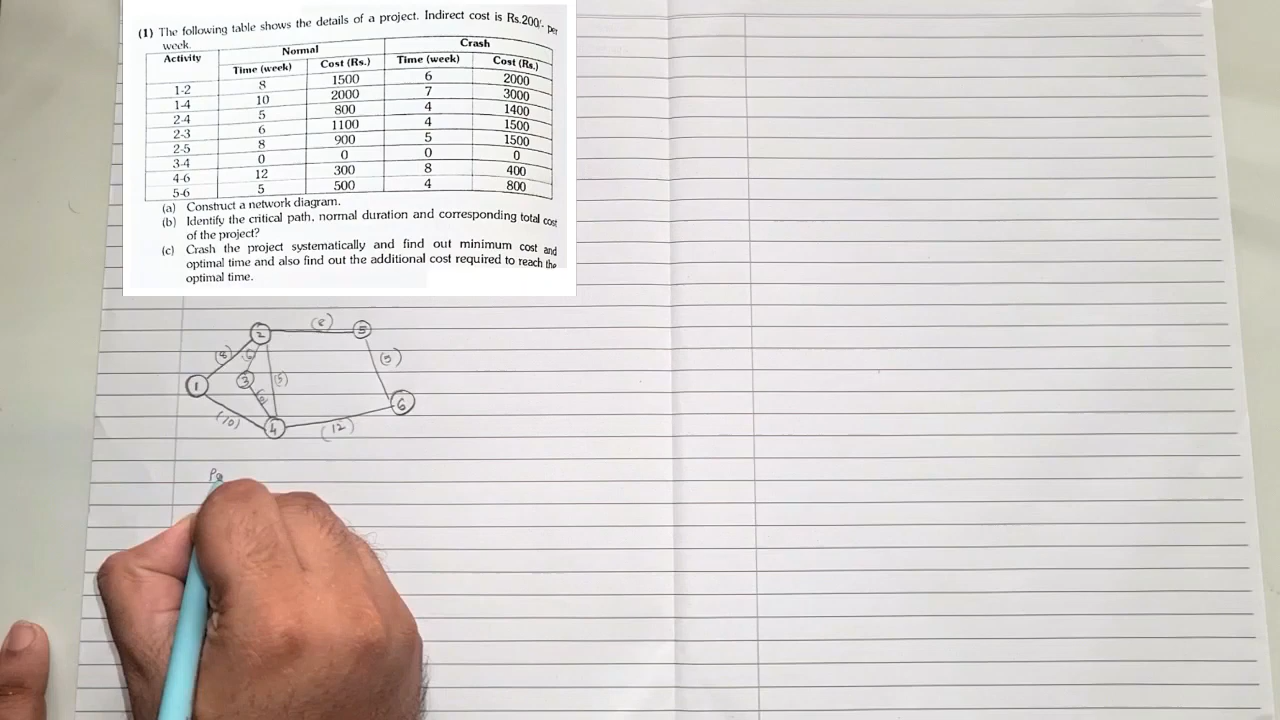 (1) The following table shows the details of a project. Indirect cost is Rs.200/- per
week.
Activity Normal Crash
Time (week) Cost (Rs.) Time (week) Cost (Rs.)
1-2 8 1500 6 2000
1-4 10 2000 7 3000
2-4 5 800 4 1400
2-3 6 1100 4 1500
2-5 8 900 5 1500
3-4 0 0 0 0
4-6 12 300 8 400
5-6 5 500 4 800
(a) Construct a network diagram.
(b) Identify the critical path, normal duration and corresponding total cost
of the project?
(c) Crash the project systematically and find out minimum cost and
optimal time and also find out the additional cost required to reach the
optimal time.
(8)
2 5
(8) (6) (5)
1 3 (5)
(0) 6
(10) 4 (12)